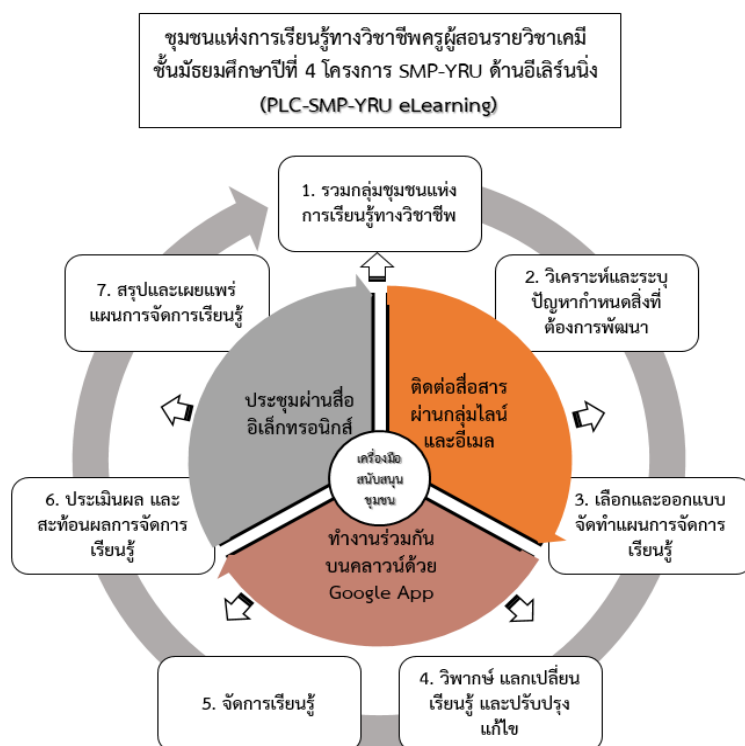 ชุมชนแห่งการเรียนรู้ทางวิชาชีพครูผู้สอนรายวิชาเคมี
ชั้นมัธยมศึกษาปีที่ 4 โครงการ SMP-YRU ด้านอีเลิร์นนิ่ง
(PLC-SMP-YRU eLearning)
1. รวมกลุ่มชุมชนแห่ง
การเรียนรู้ทางวิชาชีพ
2. วิเคราะห์และระบุ
ปัญหากำหนดสิ่งที่
ต้องการพัฒนา
3. เลือกและออกแบบ
จัดทำแผนการจัดการ
เรียนรู้
4. วิพากษ์ แลกเปลี่ยน
เรียนรู้ และปรับปรุง
แก้ไข
5. จัดการเรียนรู้
6. ประเมินผล และ
สะท้อนผลการจัดการ
เรียนรู้
7. สรุปและเผยแพร่
แผนการจัดการเรียนรู้
ประชุมผ่านสื่อ
อิเล็กทรอนิกส์
ติดต่อสื่อสาร
ผ่านกลุ่มไลน์
และอีเมล
เครื่องมือ
สนับสนุน
ชุมชน
ทำงานร่วมกัน
บนคลาวน์ด้วย
Google App